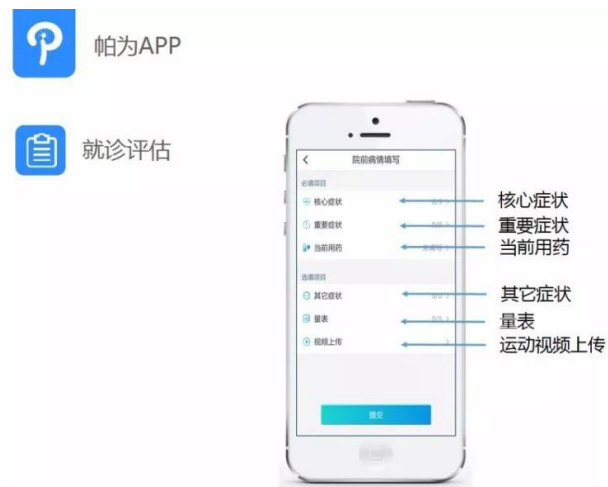 帕为APP
就诊评估
院前病情填写
必填项目
核心症状
重要症状
当前用药
选填项目
其它症状
量表
视频上传
提交
核心症状
重要症状
当前用药
其它症状
量表
运动视频上传